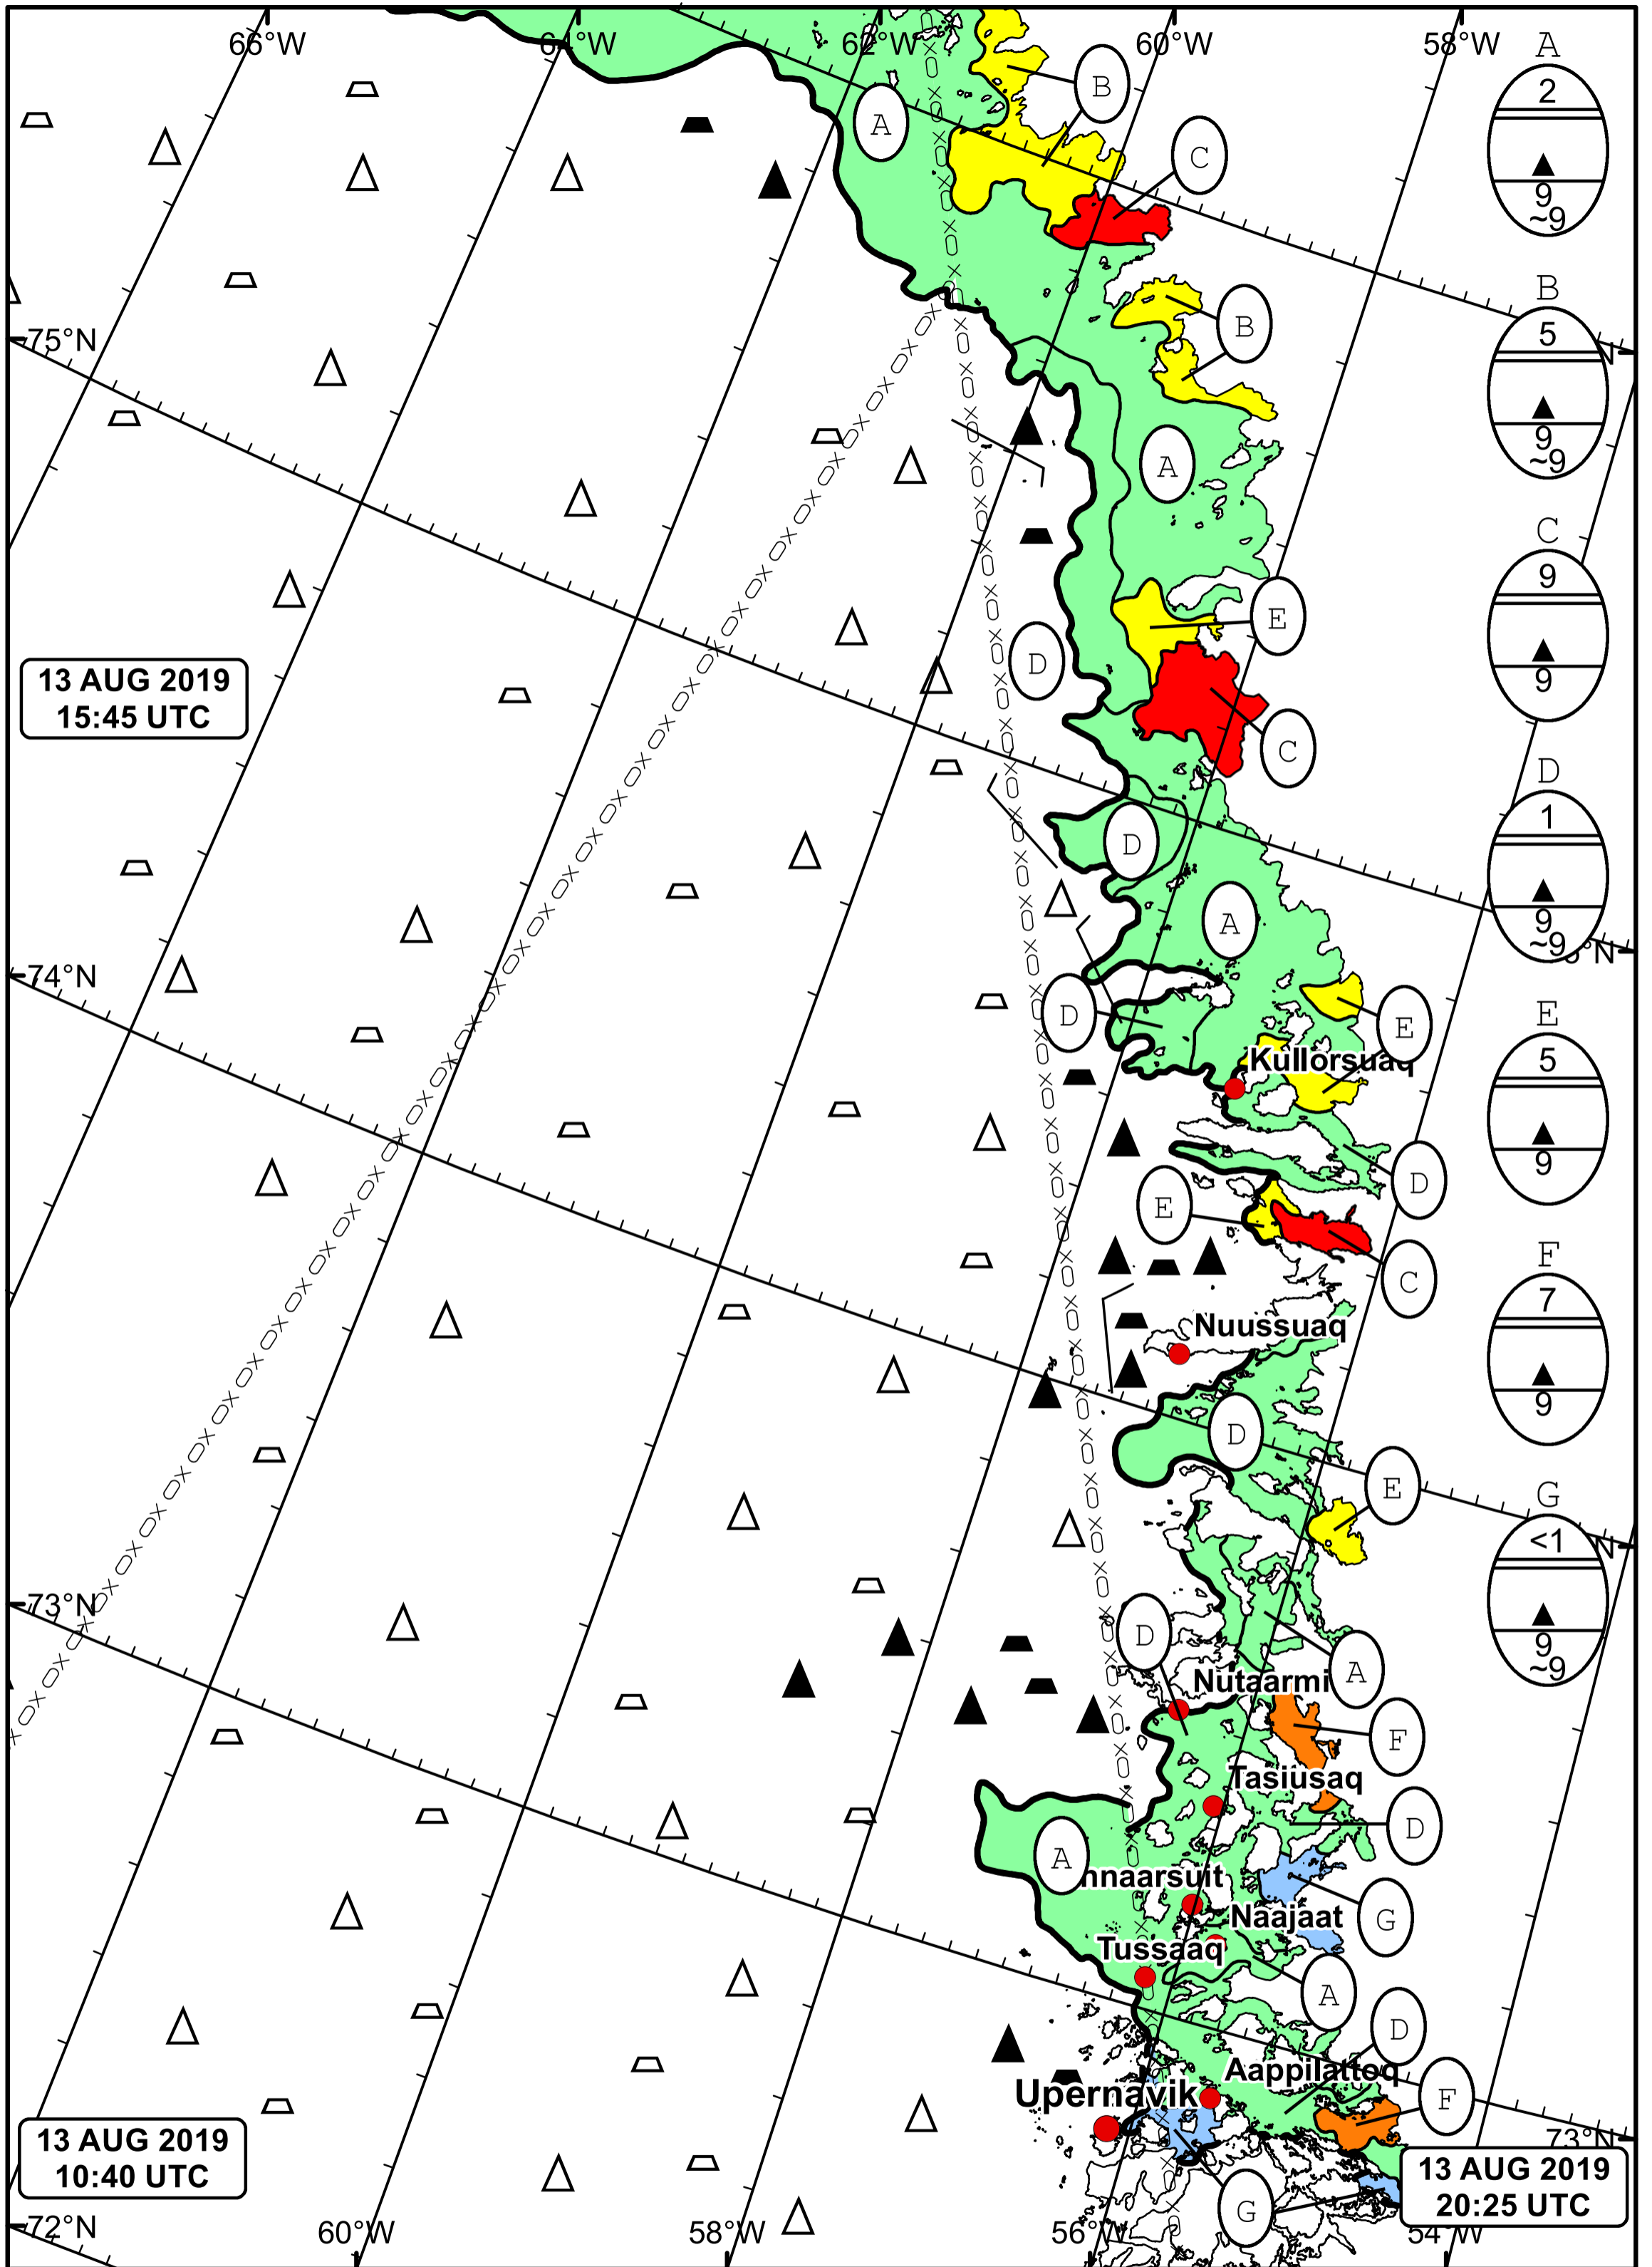 66°W
64°W
62°W
60°W
58°W
A
2
9
~9
A
B
C
B
5
9
~9
B
75°N
N
A
C
9
9
E
D
13 AUG 2019
15:45 UTC
C
D
1
9
~9
D
A
°N
74°N
D
E
E
5
9
Kullorsuaq
D
E
C
F
7
9
Nuussuaq
D
E
G
<1
9
~9
N
73°N
D
A
Nutaarmi
F
Tasiusaq
D
A
nnaarsuit
G
Naajaat
Tussaaq
A
D
Aappilattoq
Upernavik
F
73°N
13 AUG 2019
10:40 UTC
13 AUG 2019
20:25 UTC
G
72°N
60°W
58°W
56°W
54°W